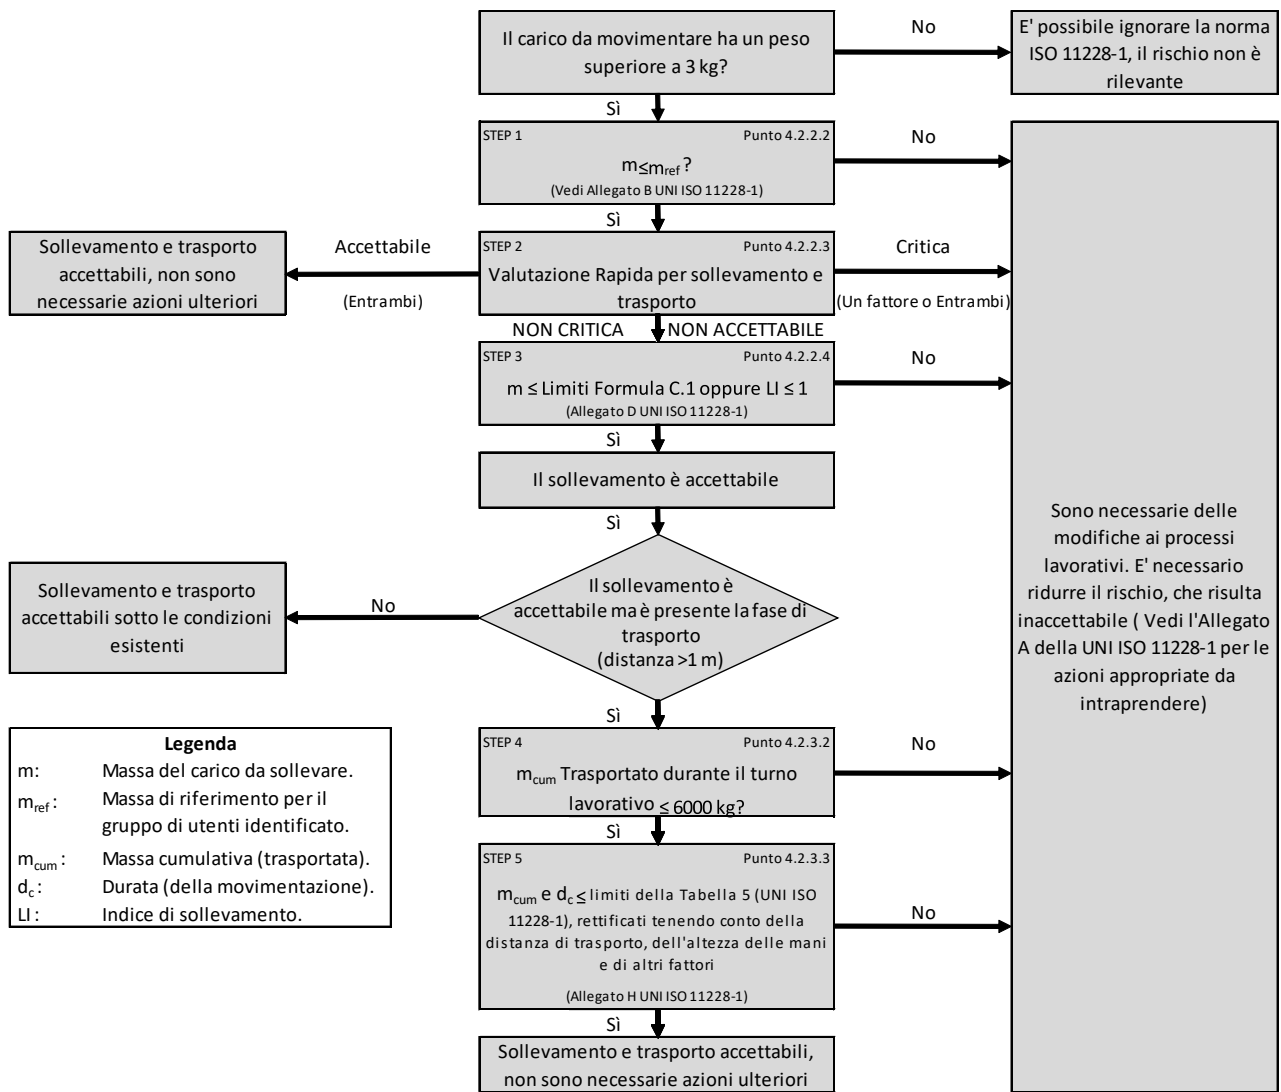 Il carico da movimentare ha un peso
superiore a 3 kg?
No
E' possibile ignorare la norma
ISO 11228-1, il rischio non è
rilevante
Sì
STEP 1 Punto 4.2.2.2
m≤mref ?
(Vedi Allegato B UNI ISO 11228-1)
No
Sì
Sollevamento e trasporto
accettabili, non sono
necessarie azioni ulteriori
Accettabile
(Entrambi)
STEP 2 Punto 4.2.2.3
Valutazione Rapida per sollevamento e
trasporto
Critica
(Un fattore o Entrambi)
NON CRITICA NON ACCETTABILE
STEP 3 Punto 4.2.2.4
m ≤ Limiti Formula C.1 oppure LI ≤ 1
(Allegato D UNI ISO 11228-1)
No
Sì
Il sollevamento è accettabile
Sì
Sollevamento e trasporto
accettabili sotto le condizioni
esistenti
No
Il sollevamento è
accettabile ma è presente la fase di
trasporto
(distanza >1 m)
Sono necessarie delle
modifiche ai processi
lavorativi. E' necessario
ridurre il rischio, che risulta
inaccettabile ( Vedi l'Allegato
A della UNI ISO 11228-1 per le
azioni appropriate da
intraprendere)
Sì
STEP 4 Punto 4.2.3.2
mcum Trasportato durante il turno
lavorativo ≤ 6000 kg?
No
Sì
STEP 5 Punto 4.2.3.3
mcum e dc ≤ limiti della Tabella 5 (UNI ISO
11228-1), rettificati tenendo conto della
distanza di trasporto, dell'altezza delle mani
e di altri fattori
(Allegato H UNI ISO 11228-1)
No
Sì
Sollevamento e trasporto accettabili,
non sono necessarie azioni ulteriori
Legenda
m: Massa del carico da sollevare.
mref : Massa di riferimento per il
gruppo di utenti identificato.
mcum : Massa cumulativa (trasportata).
dc : Durata (della movimentazione).
LI : Indice di sollevamento.